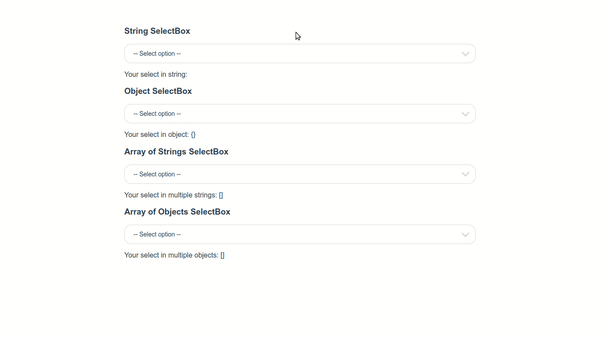 String SelectBox
-- Select option --
Your select in string:
Object SelectBox
-- Select option --
Your select in object: {}
Array of Strings SelectBox
-- Select option --
Your select in multiple strings: []
Array of Objects SelectBox
-- Select option --
Your select in multiple objects: []